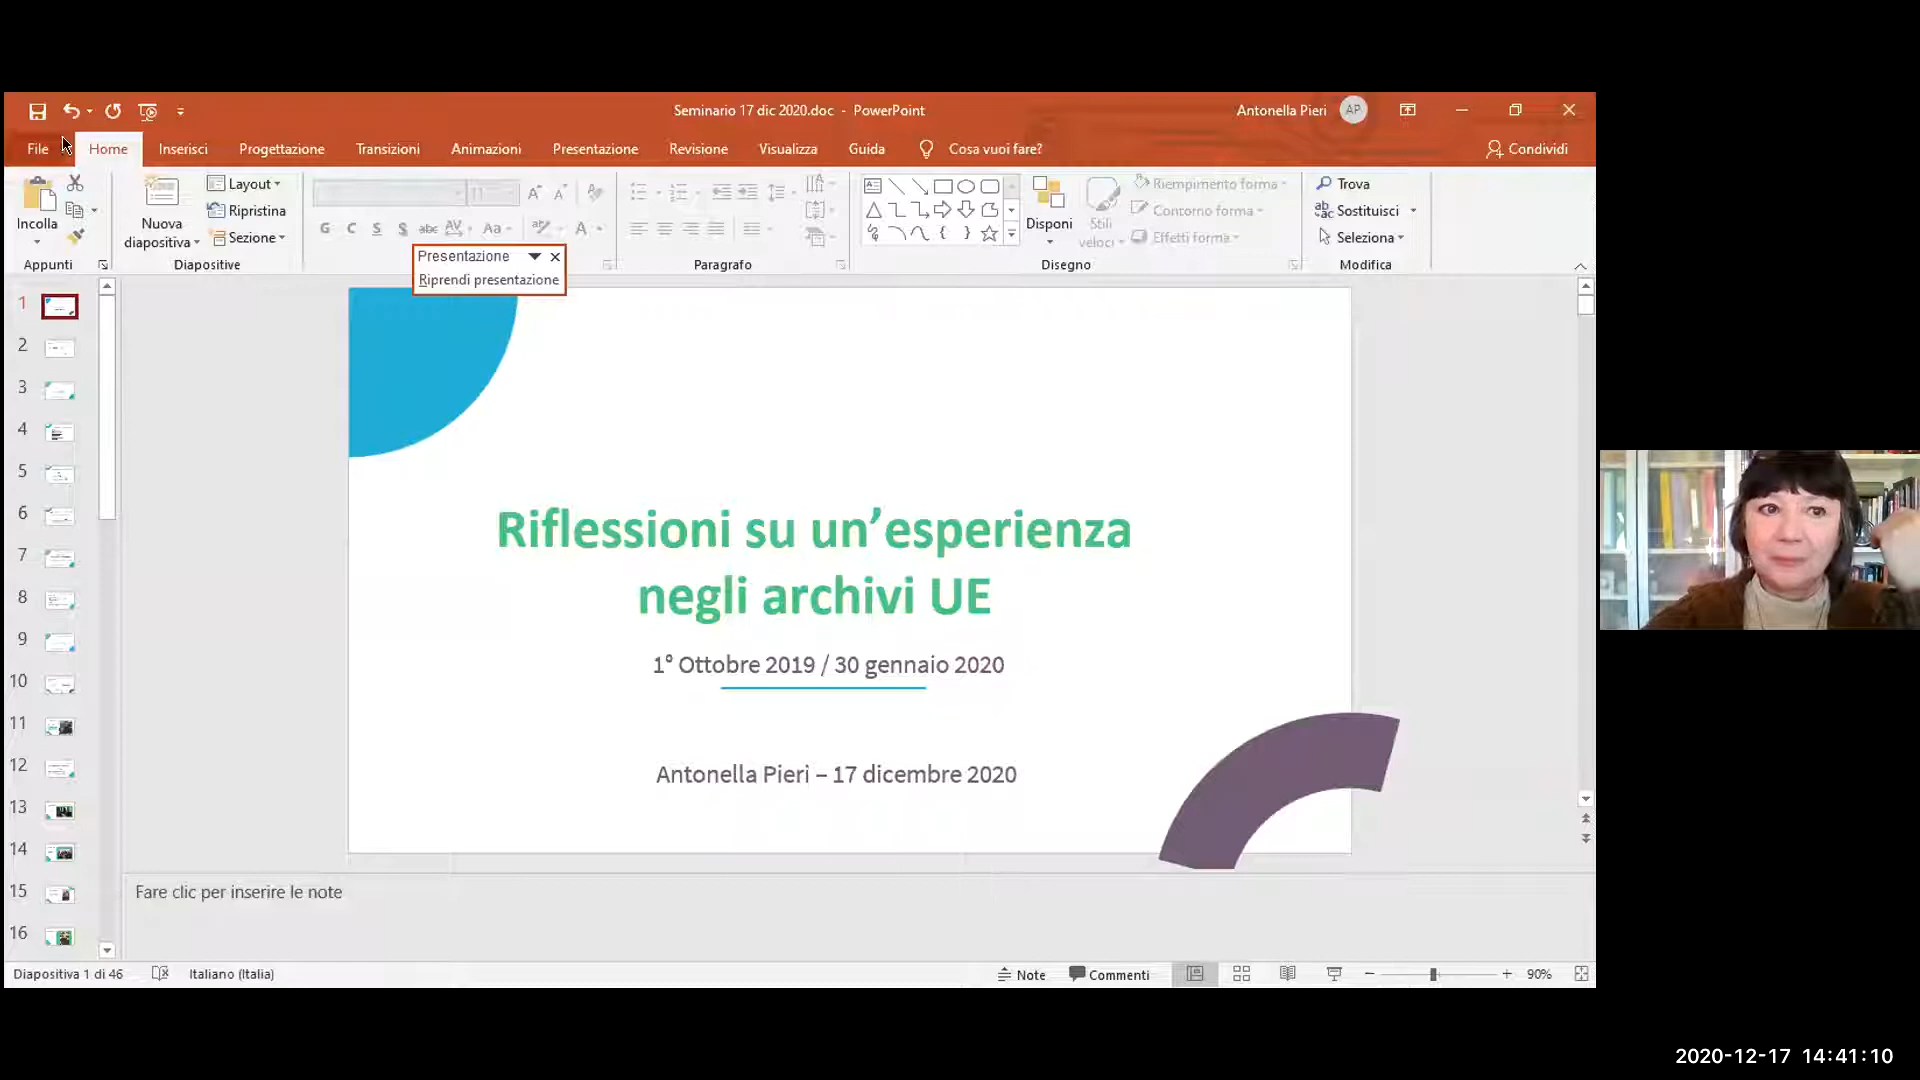 Seminario 17 dic 2020.doc - PowerPoint
Antonella Pieri AP
File Home Inserisci Progettazione Transizioni Animazioni Presentazione Revisione Visualizza Guida Cosa vuoi fare? Condividi
Incolla
Appunti
Nuova diapositiva
Layout
Ripristina
Sezione
Diapositive
11
G C S S abc AV Aa A
Paragrafo
Disponi
Stili veloci
Riempimento forma
Contorno forma
Effetti forma
Disegno
Trova
Sostituisci
Seleziona
Modifica
Presentazione
Riprendi presentazione
1
2
3
4
5
6
7
8
9
10
11
12
13
14
15
16
Riflessioni su un’esperienza
negli archivi UE
1° Ottobre 2019 / 30 gennaio 2020
Antonella Pieri – 17 dicembre 2020
Fare clic per inserire le note
Diapositiva 1 di 46 Italiano (Italia) Note Commenti 90%
2020-12-17 14:41:10